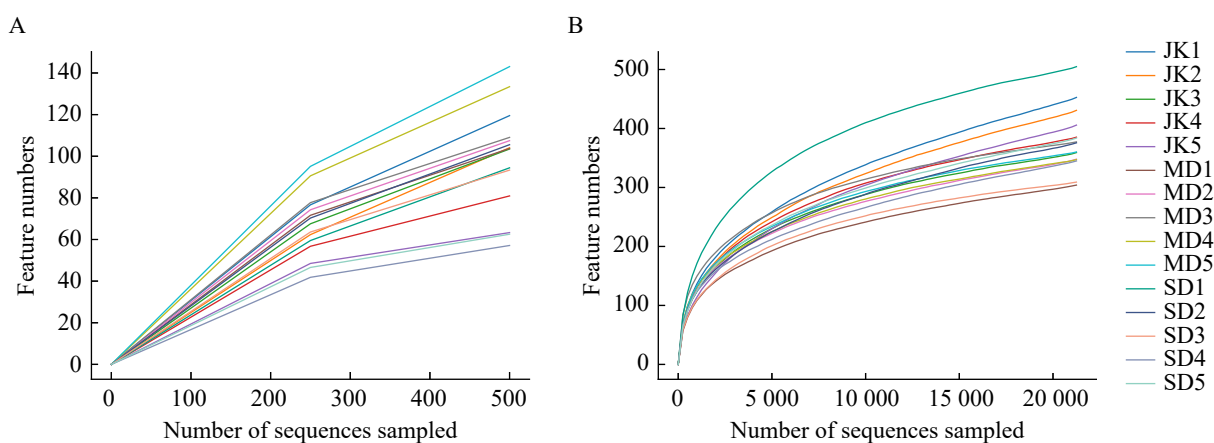 A
B
Feature numbers
140
120
100
80
60
40
20
0
0
100
200
300
400
500
Number of sequences sampled
Feature numbers
500
400
300
200
100
0
0
5 000
10 000
15 000
20 000
Number of sequences sampled
JK1
JK2
JK3
JK4
JK5
MD1
MD2
MD3
MD4
MD5
SD1
SD2
SD3
SD4
SD5